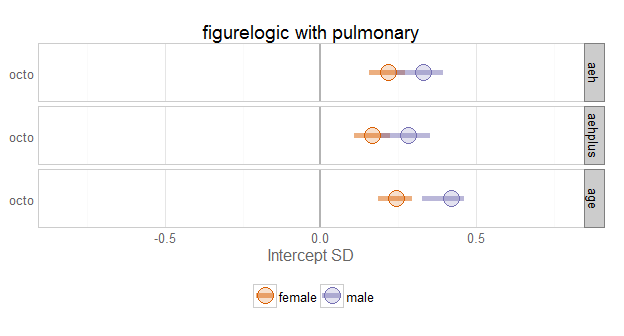 figurelogic with pulmonary
octo
aeh
octo
aehplus
octo
age
-0.5 0.0 0.5
Intercept SD
female male